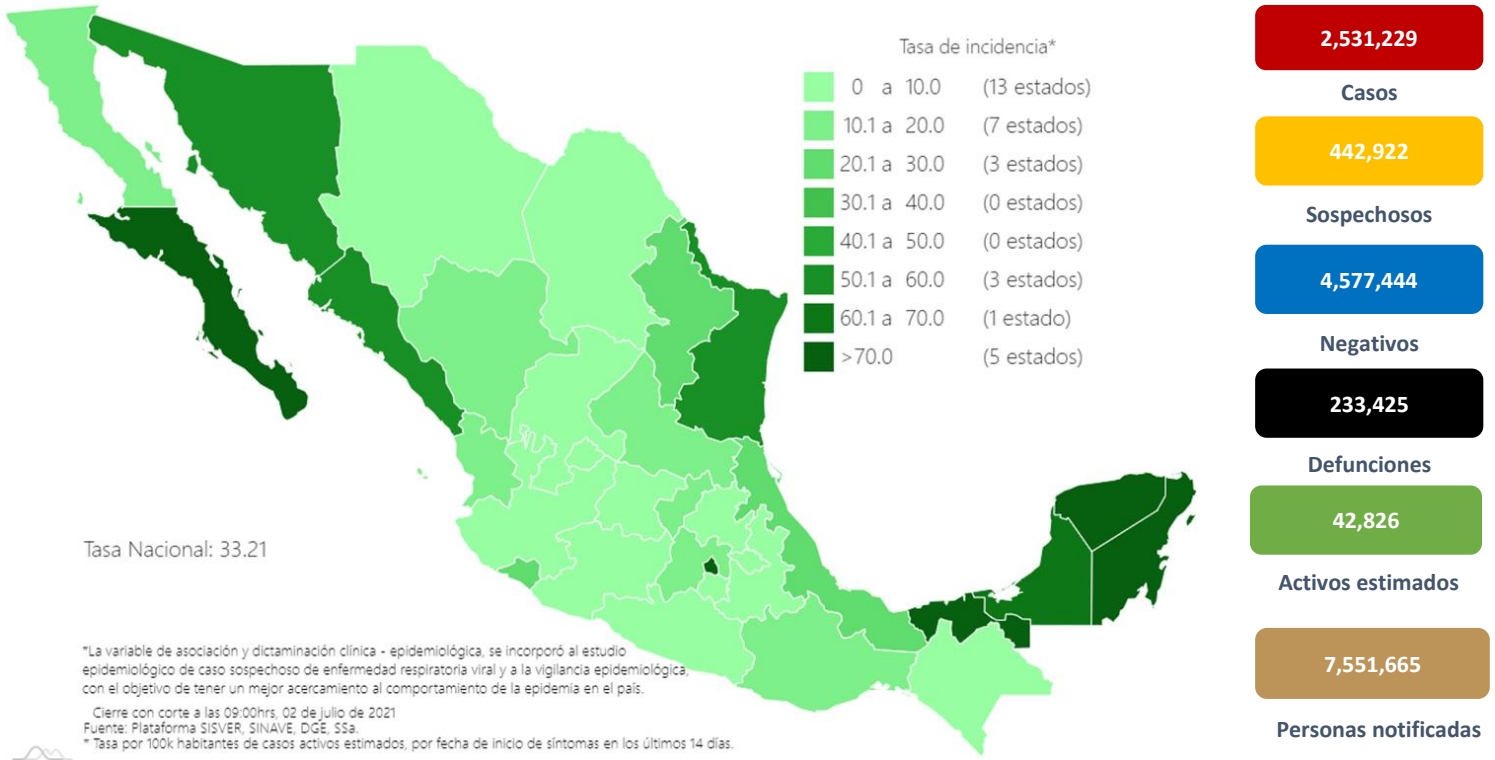 Tasa de incidencia*
0 a 10.0 (13 estados)
10.1 a 20.0 (7 estados)
20.1 a 30.0 (3 estados)
30.1 a 40.0 (0 estados)
40.1 a 50.0 (0 estados)
50.1 a 60.0 (3 estados)
60.1 a 70.0 (1 estado)
>70.0 (5 estados)
2,531,229
Casos
442,922
Sospechosos
4,577,444
Negativos
233,425
Defunciones
42,826
Activos estimados
7,551,665
Personas notificadas
Tasa Nacional: 33.21
*La variable de asociación y dictaminación clínica - epidemiológica, se incorporó al estudio
epidemiológico de caso sospechoso de enfermedad respiratoria viral y a la vigilancia epidemiológica,
con el objetivo de tener un mejor acercamiento al comportamiento de la epidemia en el país.
Cierre con corte a las 09:00hrs, 02 de julio de 2021
Fuente: Plataforma SISVER, SINAVE, DGE, SSa.
* Tasa por 100k habitantes de casos activos estimados, por fecha de inicio de síntomas en los últimos 14 días.